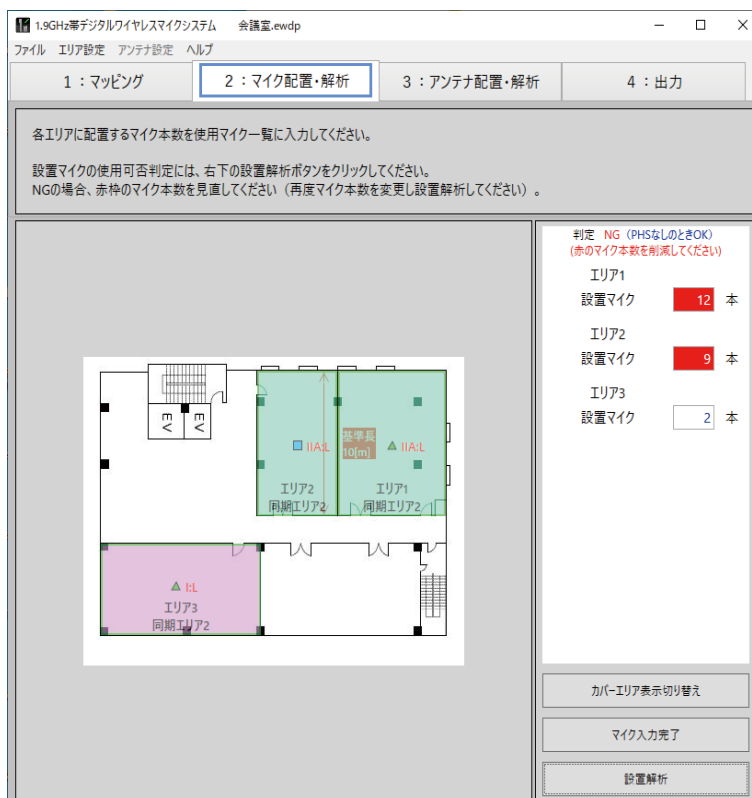 1.9GHz帯デジタルワイヤレスマイクシステム 会議室.ewdp
ファイル エリア設定 アンテナ設定 ヘルプ
1：マッピング 2：マイク配置・解析 3：アンテナ配置・解析 4：出力
各エリアに配置するマイク本数を使用マイク一覧に入力してください。
設置マイクの使用可否判定には、右下の設置解析ボタンをクリックしてください。
NGの場合、赤枠のマイク本数を見直してください（再度マイク本数を変更し設置解析してください）。
判定 NG（PHSなしのときOK）
(赤のマイク本数を削減してください)
エリア1
設置マイク 12 本
エリア2
設置マイク 9 本
エリア3
設置マイク 2 本
EV EV
基準長
10[m]
IIA:L
IIA:L
エリア2
同期エリア2
エリア1
同期エリア2
I:L
エリア3
同期エリア2
カバーエリア表示切り替え
マイク入力完了
設置解析